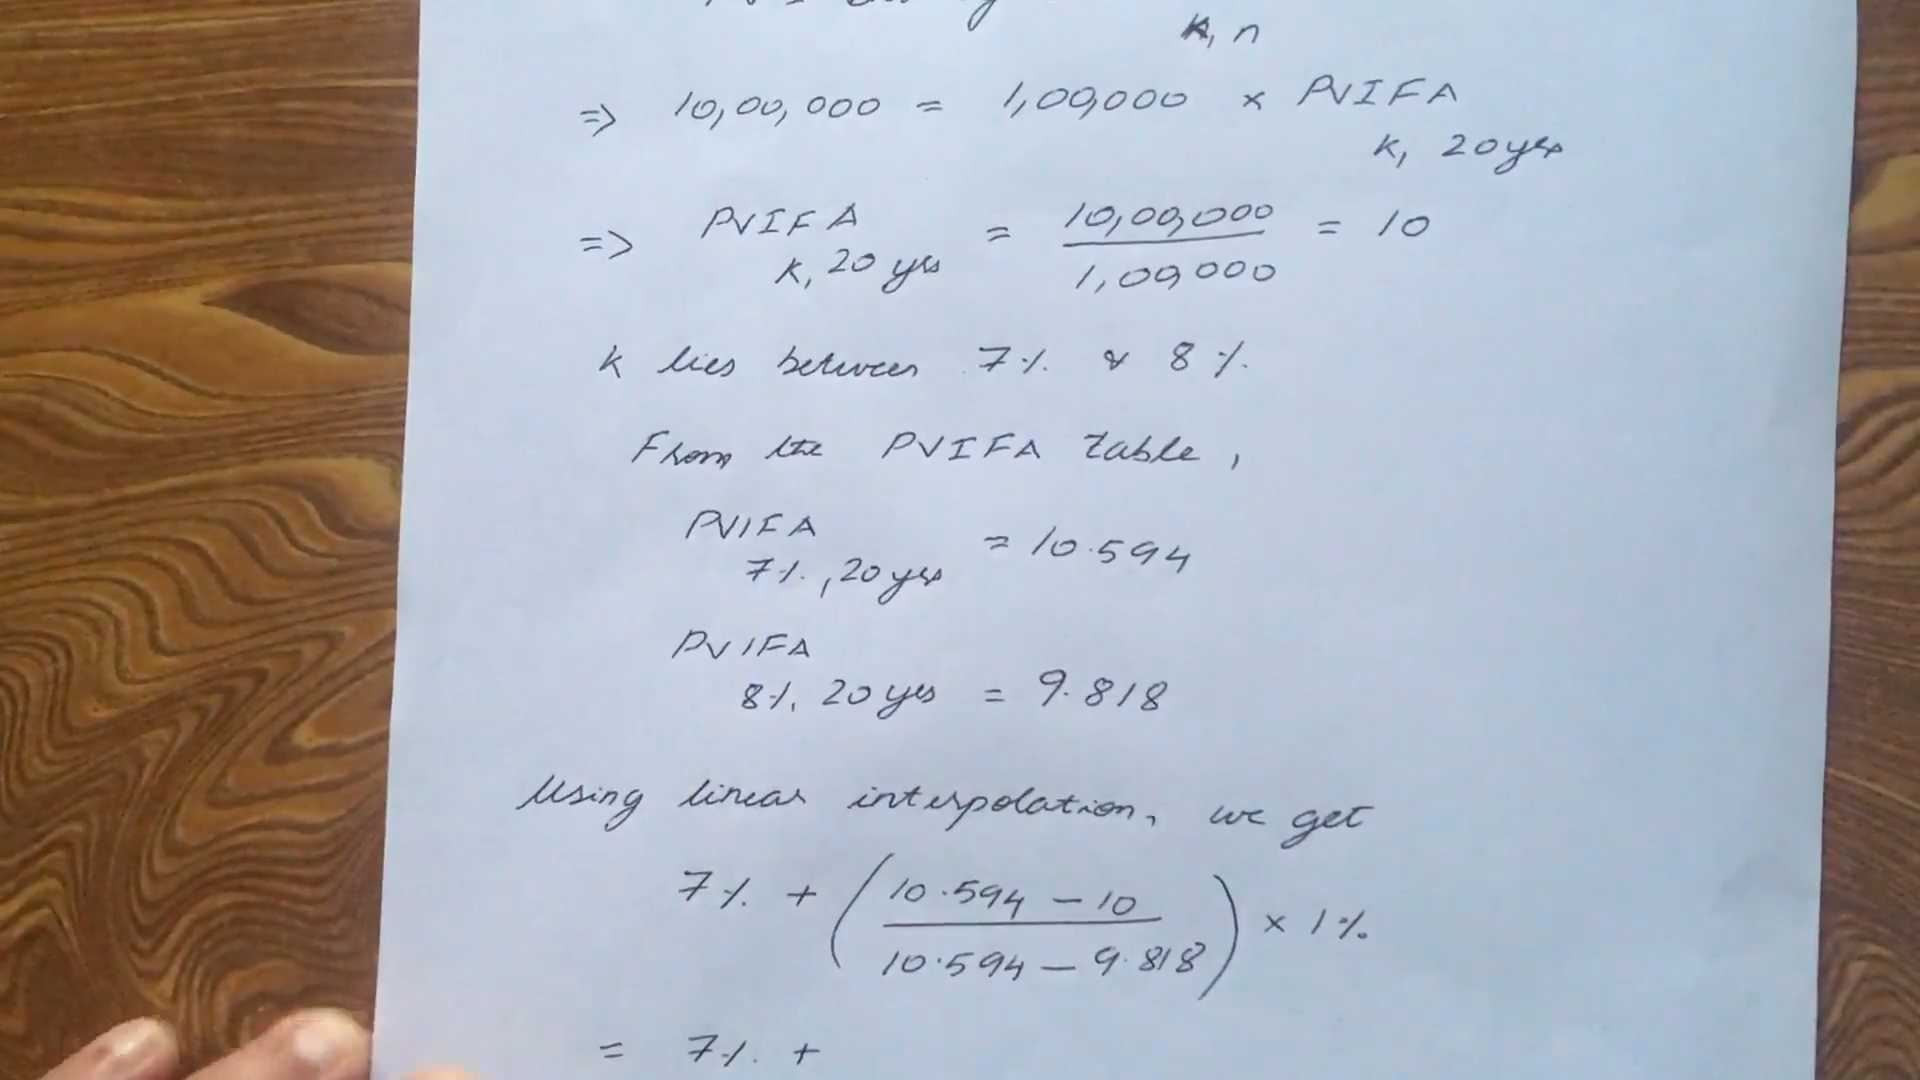 k, n
=> 10,00,000 = 1,00,000 x PVIFA
k, 20 yrs
=> PVIFA k, 20 yrs = 10,00,000 / 1,00,000 = 10
k lies between 7% & 8%
From the PVIFA table,
PVIFA
7%, 20 yrs = 10.594
PVIFA
8%, 20 yrs = 9.818
Using linear interpolation, we get
7% + (10.594 - 10 / 10.594 - 9.818) x 1%
= 7% +